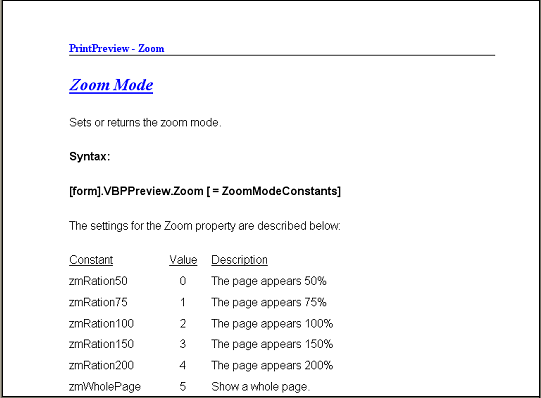 PrintPreview - Zoom
Zoom Mode
Sets or returns the zoom mode.
Syntax:
[form].VBPPreview.Zoom [ = ZoomModeConstants]
The settings for the Zoom property are described below:
Constant Value Description
zmRation50 0 The page appears 50%
zmRation75 1 The page appears 75%
zmRation100 2 The page appears 100%
zmRation150 3 The page appears 150%
zmRation200 4 The page appears 200%
zmWholePage 5 Show a whole page.